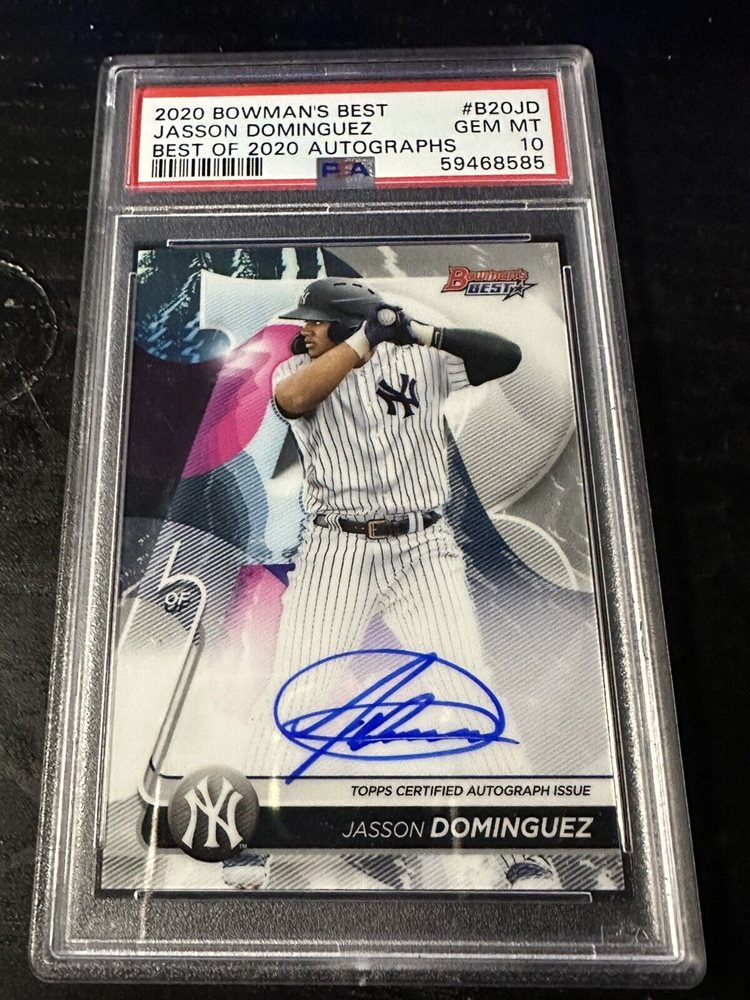 2020 BOWMAN'S BEST #B20JD
JASSON DOMINGUEZ GEM MT
BEST OF 2020 AUTOGRAPHS 10
PSA 59468585
Bowman's
BEST
NY
9F
TOPPS CERTIFIED AUTOGRAPH ISSUE
NY JASSON DOMINGUEZ